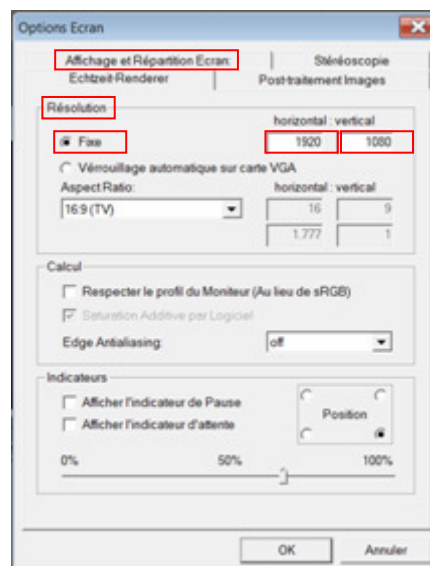 Options Ecran
Affichage et Répartition Ecran:
Stéréoscopie
Echtzeit-Renderer
Post-traitement Images
Résolution
horizontal : vertical
Fixe
1920
1080
Vérrouillage automatique sur carte VGA
Aspect Ratio:
horizontal : vertical
16:9 (TV)
16
9
1.777
1
Calcul
Respecter le profil du Moniteur (Au lieu de sRGB)
Saturation Additive par Logiciel
Edge Antialiasing:
off
Indicateurs
Afficher l'indicateur de Pause
Afficher l'indicateur d'attente
Position
0%
50%
100%
OK
Annuler